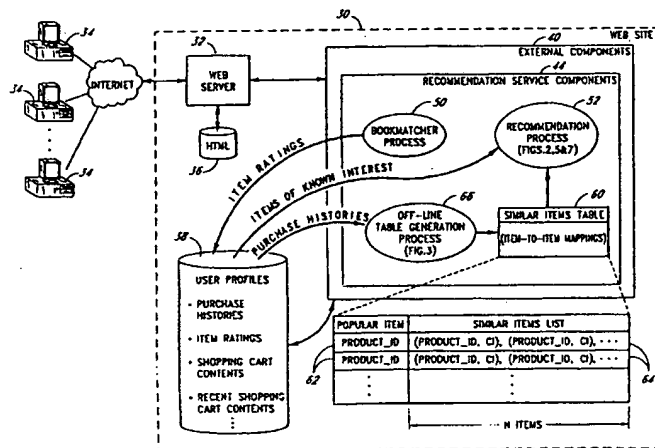 30
WEB SITE
34
34
34
INTERNET
32
WEB
SERVER
HTML
36
40
EXTERNAL COMPONENTS
44
RECOMMENDATION SERVICE COMPONENTS
50
BOOKMATCHER
PROCESS
52
RECOMMENDATION
PROCESS
(FIGS.2,5&7)
ITEM RATINGS
ITEMS OF KNOWN INTEREST
PURCHASE HISTORIES
66
OFF-LINE
TABLE GENERATION
PROCESS
(FIG.3)
60
SIMILAR ITEMS TABLE
(ITEM-TO-ITEM MAPPINGS)
38
USER PROFILES
• PURCHASE
HISTORIES
• ITEM RATINGS
• SHOPPING CART
CONTENTS
• RECENT SHOPPING
CART CONTENTS
POPULAR ITEM SIMILAR ITEMS LIST
PRODUCT_ID (PRODUCT_ID, CI), (PRODUCT_ID, CI), ...
PRODUCT_ID (PRODUCT_ID, CI), (PRODUCT_ID, CI), ...
62
64
N ITEMS